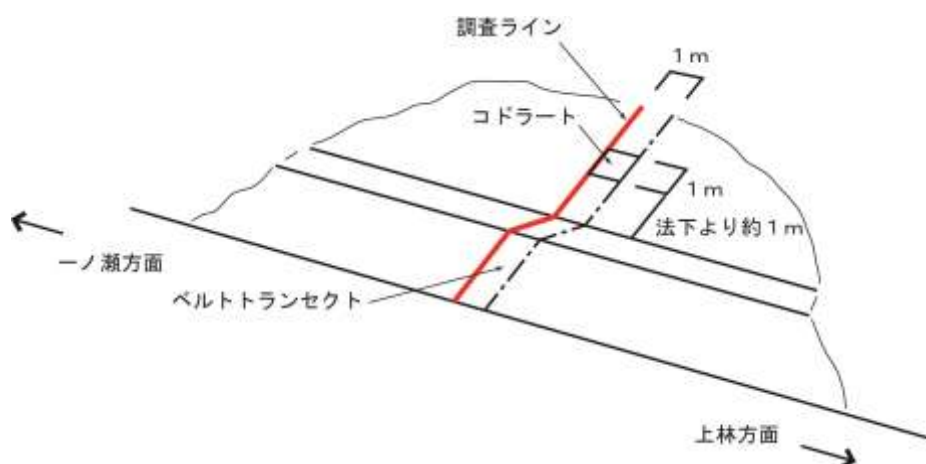 調査ライン
1m
コドラート
1m
法下より約1m
一ノ瀬方面
ベルトトランセクト
上林方面